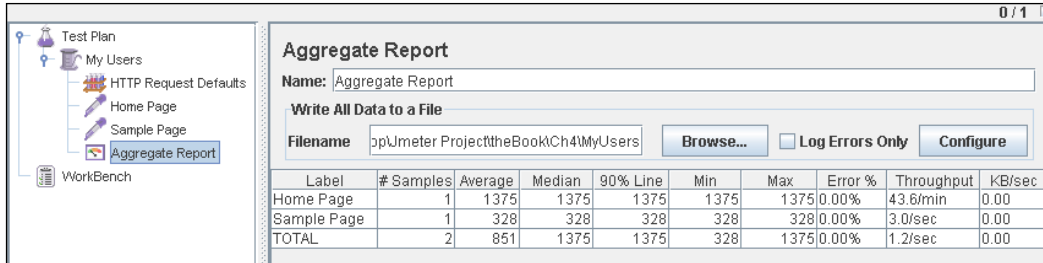 0 / 1
Test Plan
My Users
HTTP Request Defaults
Home Page
Sample Page
Aggregate Report
WorkBench
Aggregate Report
Name: Aggregate Report
Write All Data to a File
Filename op\Jmeter Project\theBook\Ch4\MyUsers Browse... Log Errors Only Configure
Label # Samples Average Median 90% Line Min Max Error % Throughput KB/sec
Home Page 1 1375 1375 1375 1375 1375 0.00% 43.6/min 0.00
Sample Page 1 328 328 328 328 328 0.00% 3.0/sec 0.00
TOTAL 2 851 1375 1375 328 1375 0.00% 1.2/sec 0.00